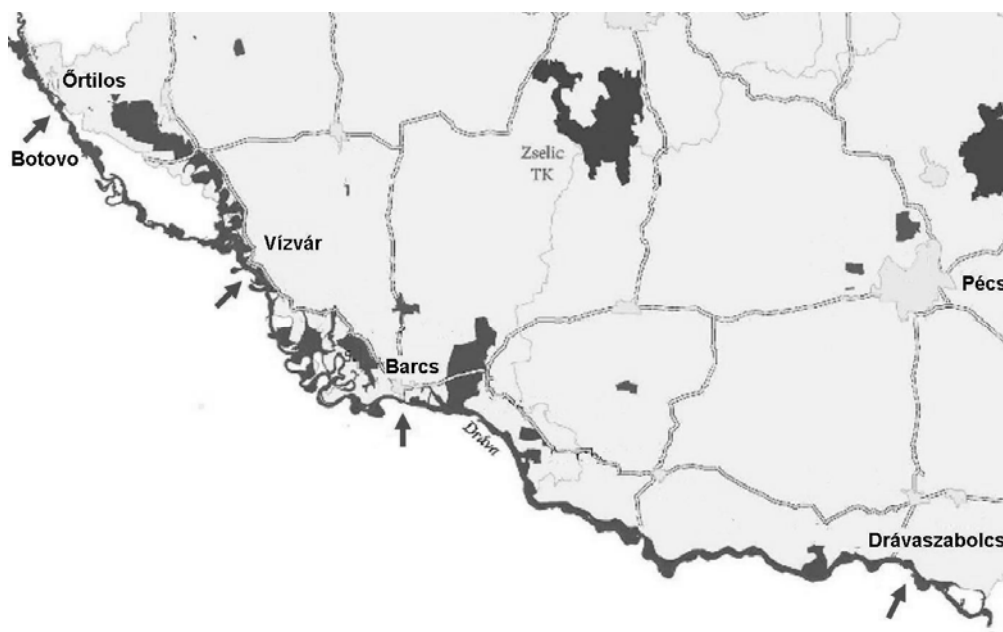 Őrtilos
Botovo
Zselic
TK
Vízvár
Pécs
Barcs
Dráva
Drávaszabolcs